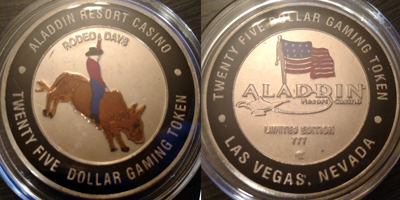 ALADDIN RESORT CASINO
RODEO DAYS
TWENTY FIVE DOLLAR GAMING TOKEN
TWENTY FIVE DOLLAR GAMING TOKEN
ALADDIN
RESORT CASINO
LIMITED EDITION
777
LAS VEGAS, NEVADA